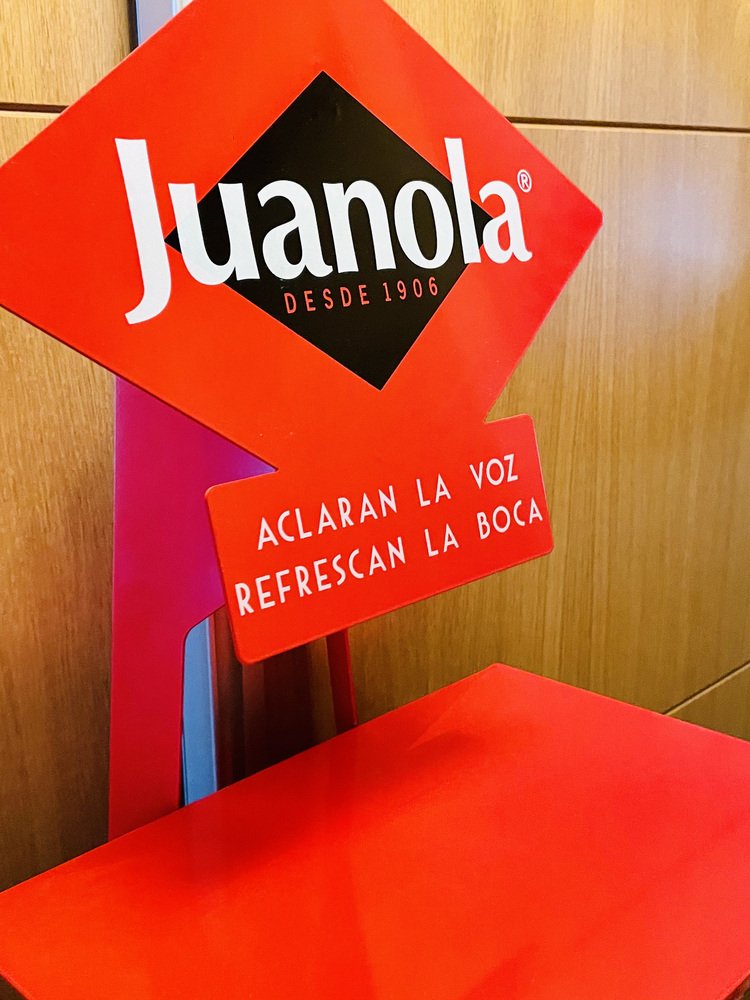 Juanola®
DESDE 1906
ACLARAN LA VOZ
REFRESCAN LA BOCA